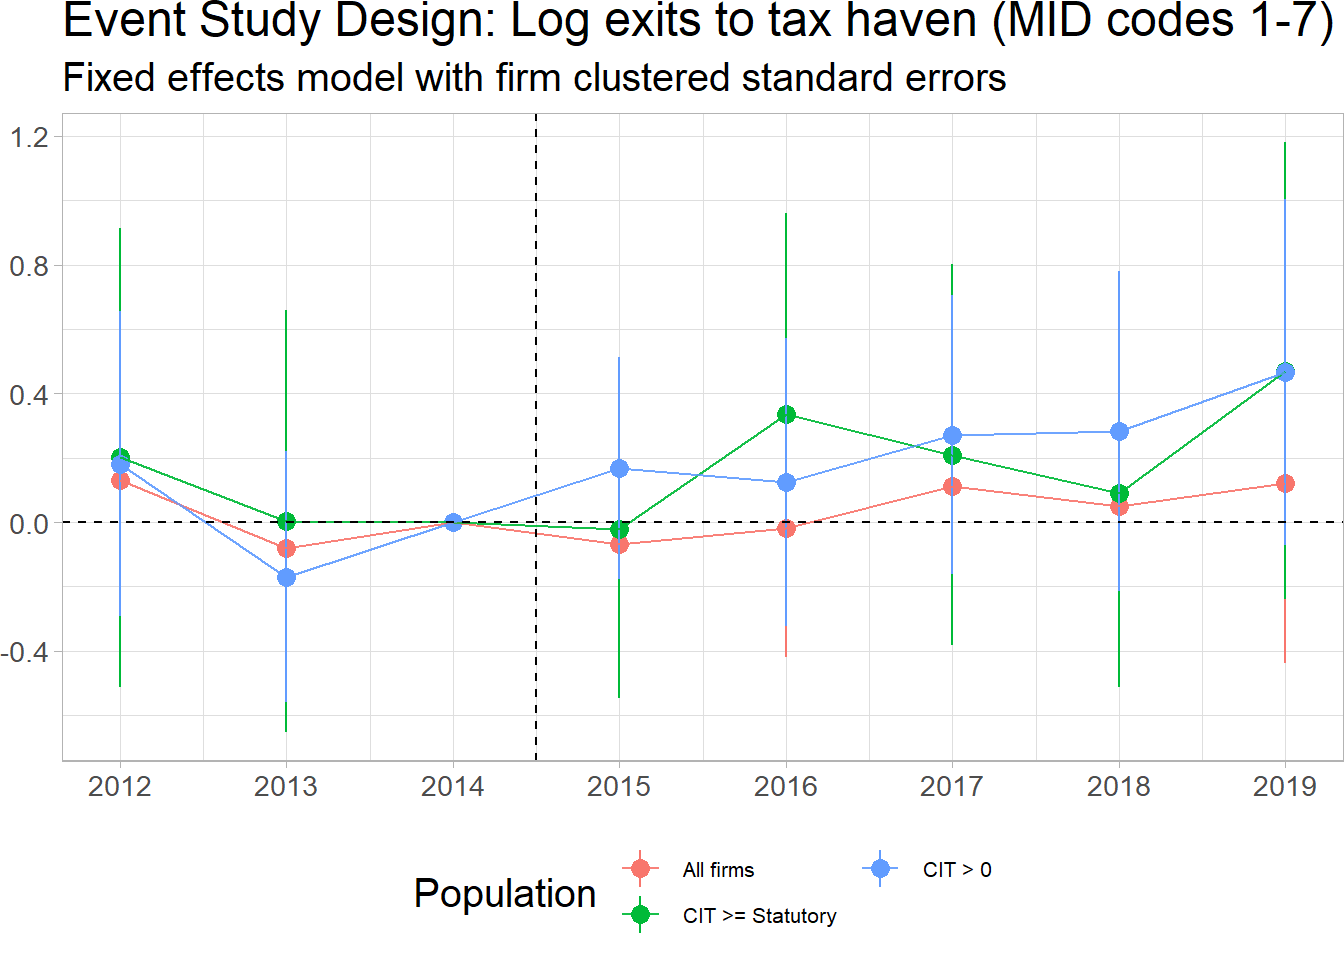 Event Study Design: Log exits to tax haven (MID codes 1-7)
Fixed effects model with firm clustered standard errors
1.2
0.8
0.4
0.0
-0.4
2012 2013 2014 2015 2016 2017 2018 2019
Population
All firms
CIT > 0
CIT >= Statutory